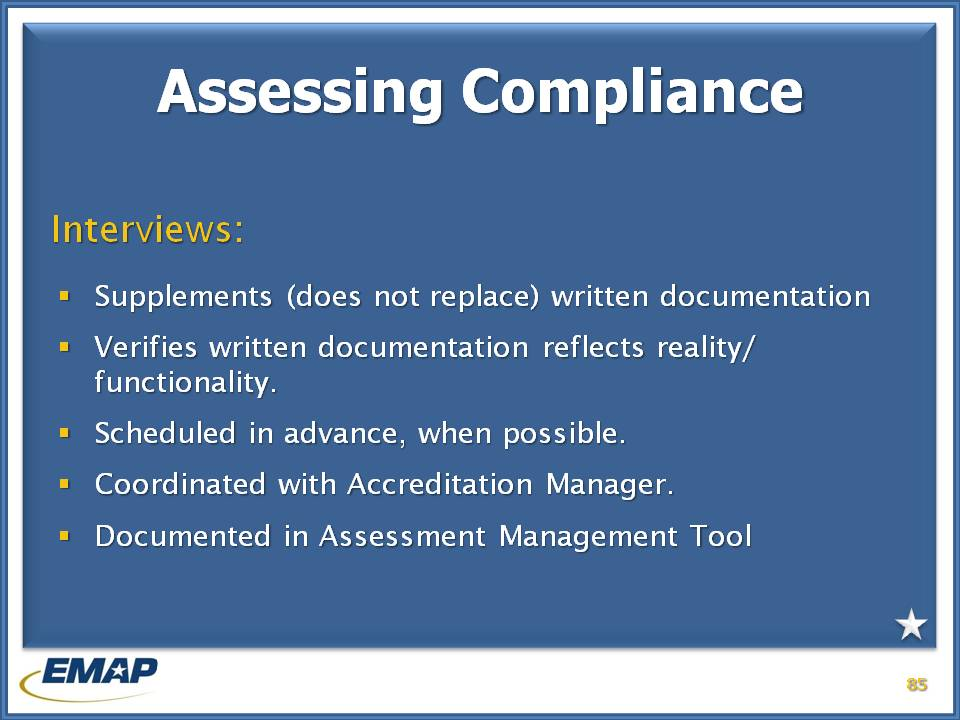 Assessing Compliance
Interviews:
▪ Supplements (does not replace) written documentation
▪ Verifies written documentation reflects reality/
functionality.
▪ Scheduled in advance, when possible.
▪ Coordinated with Accreditation Manager.
▪ Documented in Assessment Management Tool
EMAP
85